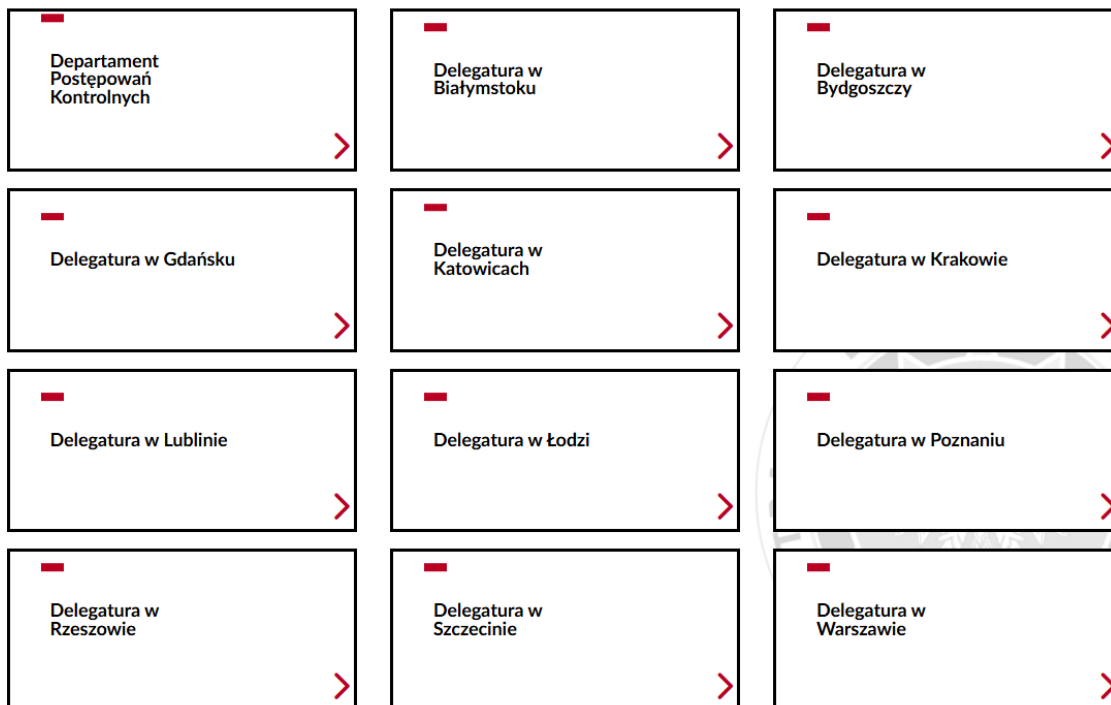 Departament
Postępowań
Kontrolnych
Delegatura w
Białymstoku
Delegatura w
Bydgoszczy
Delegatura w Gdańsku
Delegatura w
Katowicach
Delegatura w Krakowie
Delegatura w Lublinie
Delegatura w Łodzi
Delegatura w Poznaniu
Delegatura w
Rzeszowie
Delegatura w
Szczecinie
Delegatura w
Warszawie